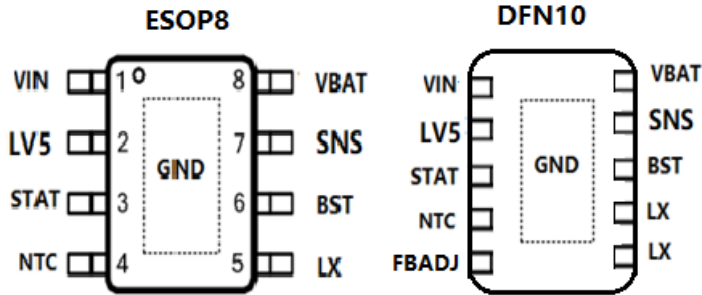 ESOP8
VIN 1 8 VBAT
LV5 2 7 SNS
GND
STAT 3 6 BST
NTC 4 5 LX
DFN10
VIN VBAT
LV5 SNS
GND
STAT BST
NTC LX
FBADJ LX